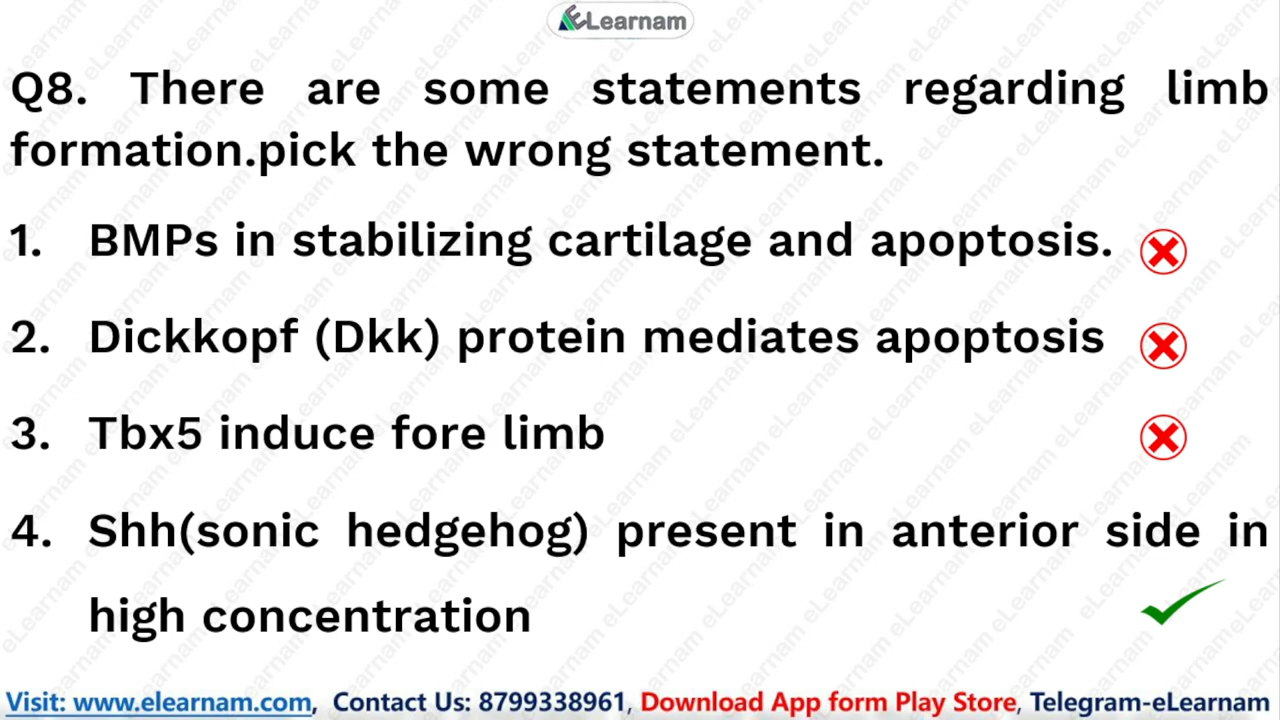 ELearnam
Q8. There are some statements regarding limb
formation.pick the wrong statement.
1. BMPs in stabilizing cartilage and apoptosis.
2. Dickkopf (Dkk) protein mediates apoptosis
3. Tbx5 induce fore limb
4. Shh(sonic hedgehog) present in anterior side in
high concentration
Visit: www.elearnam.com, Contact Us: 8799338961, Download App form Play Store, Telegram-eLearnam